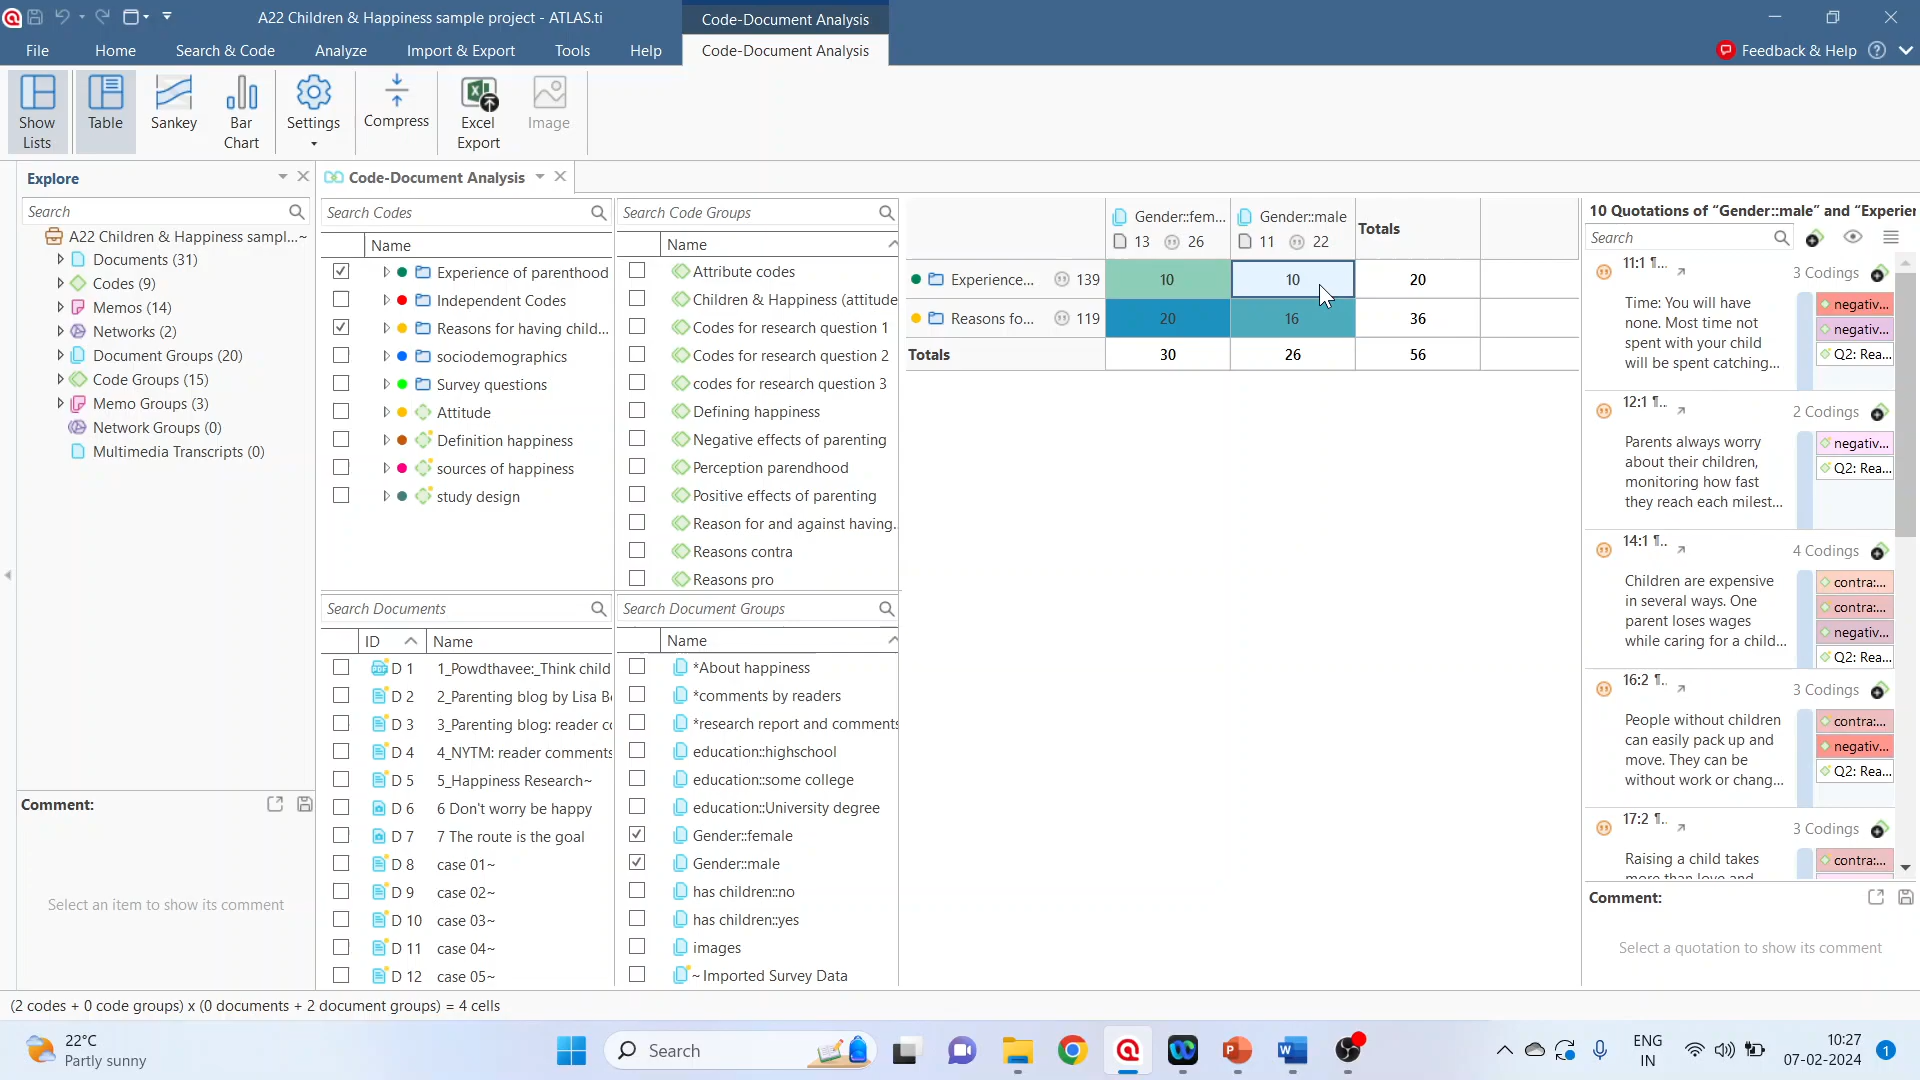 A22 Children & Happiness sample project - ATLAS.ti
Code-Document Analysis
File
Home
Search & Code
Analyze
Import & Export
Tools
Help
Code-Document Analysis
Feedback & Help
Show Lists
Table
Sankey
Bar Chart
Settings
Compress
Excel Export
Image
Explore
Search
A22 Children & Happiness sampl...~
Documents (31)
Codes (9)
Memos (14)
Networks (2)
Document Groups (20)
Code Groups (15)
Memo Groups (3)
Network Groups (0)
Multimedia Transcripts (0)
Comment:
Select an item to show its comment
Code-Document Analysis
Search Codes
Name
Experience of parenthood
Independent Codes
Reasons for having child...
sociodemographics
Survey questions
Attitude
Definition happiness
sources of happiness
study design
Search Code Groups
Name
Attribute codes
Children & Happiness (attitude
Codes for research question 1
Codes for research question 2
codes for research question 3
Defining happiness
Negative effects of parenting
Perception parendhood
Positive effects of parenting
Reason for and against having.
Reasons contra
Reasons pro
Search Documents
ID Name
D 1 1_Powdthavee:_Think child
D 2 2_Parenting blog by Lisa B
D 3 3_Parenting blog: reader c
D 4 4_NYTM: reader comments
D 5 5_Happiness Research~
D 6 6 Don't worry be happy
D 7 7 The route is the goal
D 8 case 01~
D 9 case 02~
D 10 case 03~
D 11 case 04~
D 12 case 05~
Search Document Groups
Name
*About happiness
*comments by readers
*research report and comments
education::highschool
education::some college
education::University degree
Gender::female
Gender::male
has children::no
has children::yes
images
~ Imported Survey Data
Gender::fem... Gender::male Totals
13 26 11 22
Experience... 139 10 10 20
Reasons fo... 119 20 16 36
Totals 30 26 56
10 Quotations of “Gender::male” and “Experier
Search
11:1 ¶... 3 Codings
Time: You will have
none. Most time not
spent with your child
will be spent catching...
negativ...
negativ...
Q2: Rea...
12:1 ¶.. 2 Codings
Parents always worry
about their children,
monitoring how fast
they reach each milest...
negativ...
Q2: Rea...
14:1 ¶.. 4 Codings
Children are expensive
in several ways. One
parent loses wages
while caring for a child...
contra:...
contra:...
negativ...
Q2: Rea...
16:2 ¶.. 3 Codings
People without children
can easily pack up and
move. They can be
without work or chang...
contra:...
negativ...
Q2: Rea...
17:2 ¶.. 3 Codings
Raising a child takes
more than love and
contra:...
Comment:
Select a quotation to show its comment
(2 codes + 0 code groups) x (0 documents + 2 document groups) = 4 cells
22°C
Partly sunny
Search
ENG
IN
10:27
07-02-2024
1